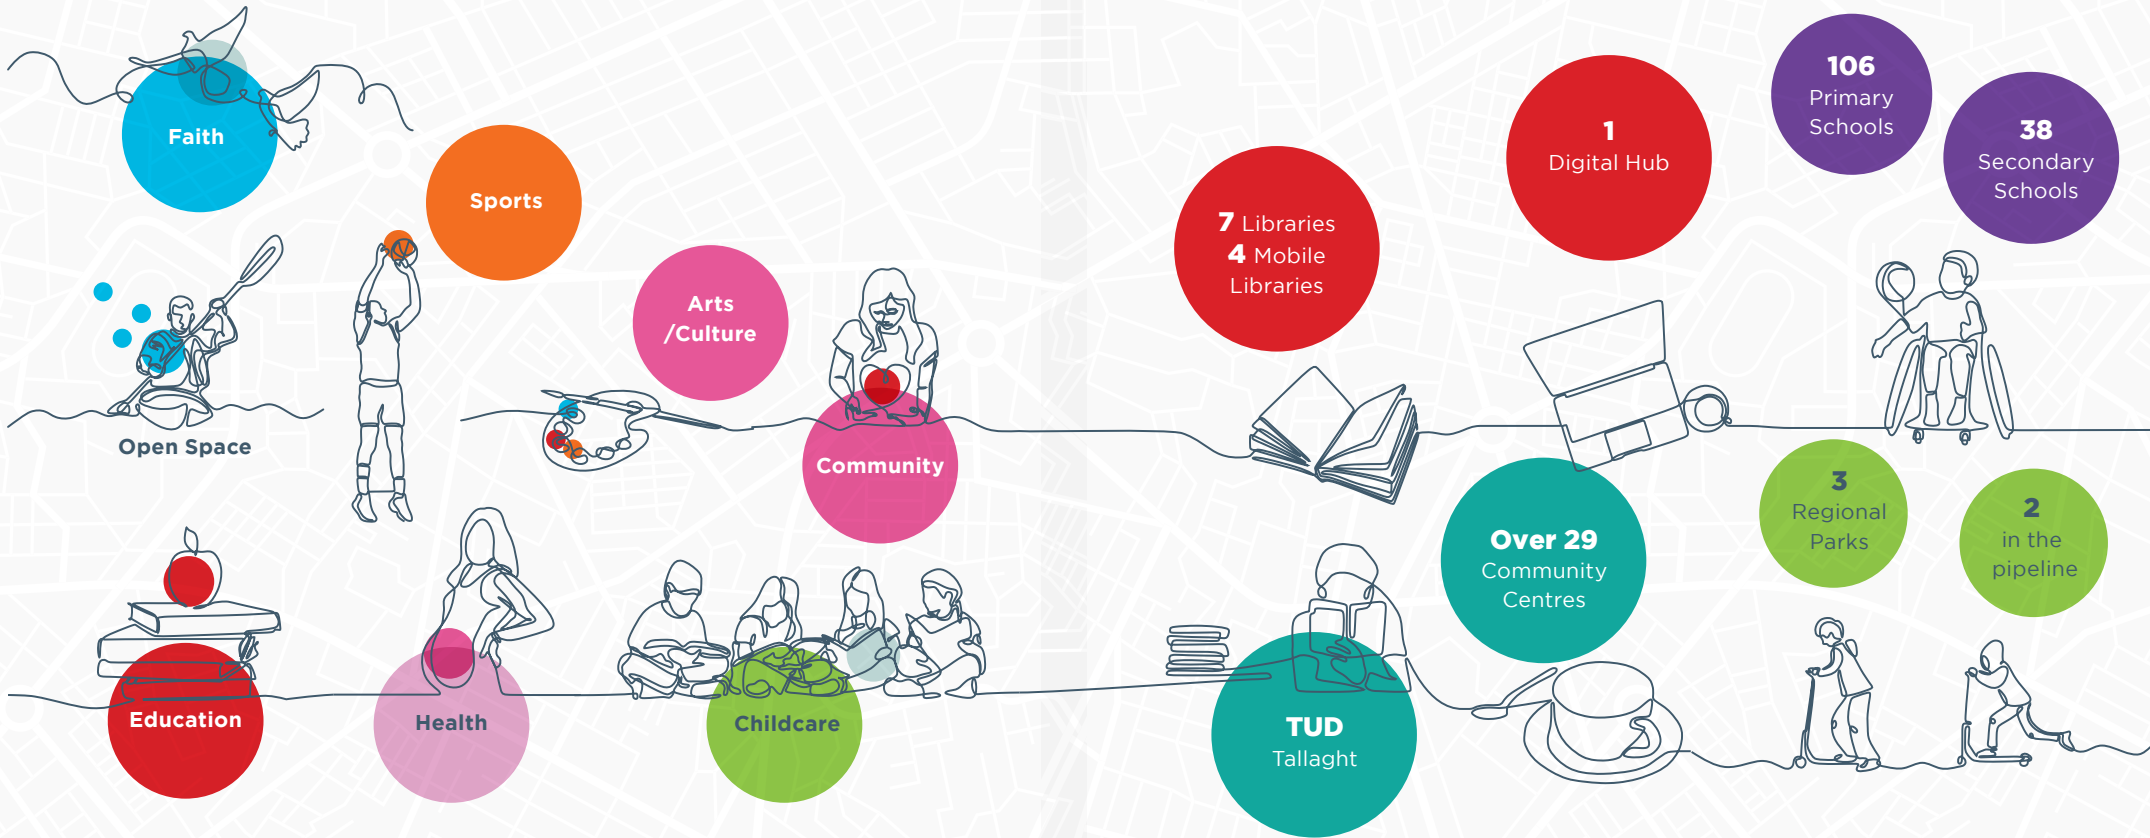 Faith
Sports
Arts
/Culture
Open Space
Community
Education
Health
Childcare
7 Libraries
4 Mobile
Libraries
1
Digital Hub
106
Primary
Schools
38
Secondary
Schools
Over 29
Community
Centres
3
Regional
Parks
2
in the
pipeline
TUD
Tallaght